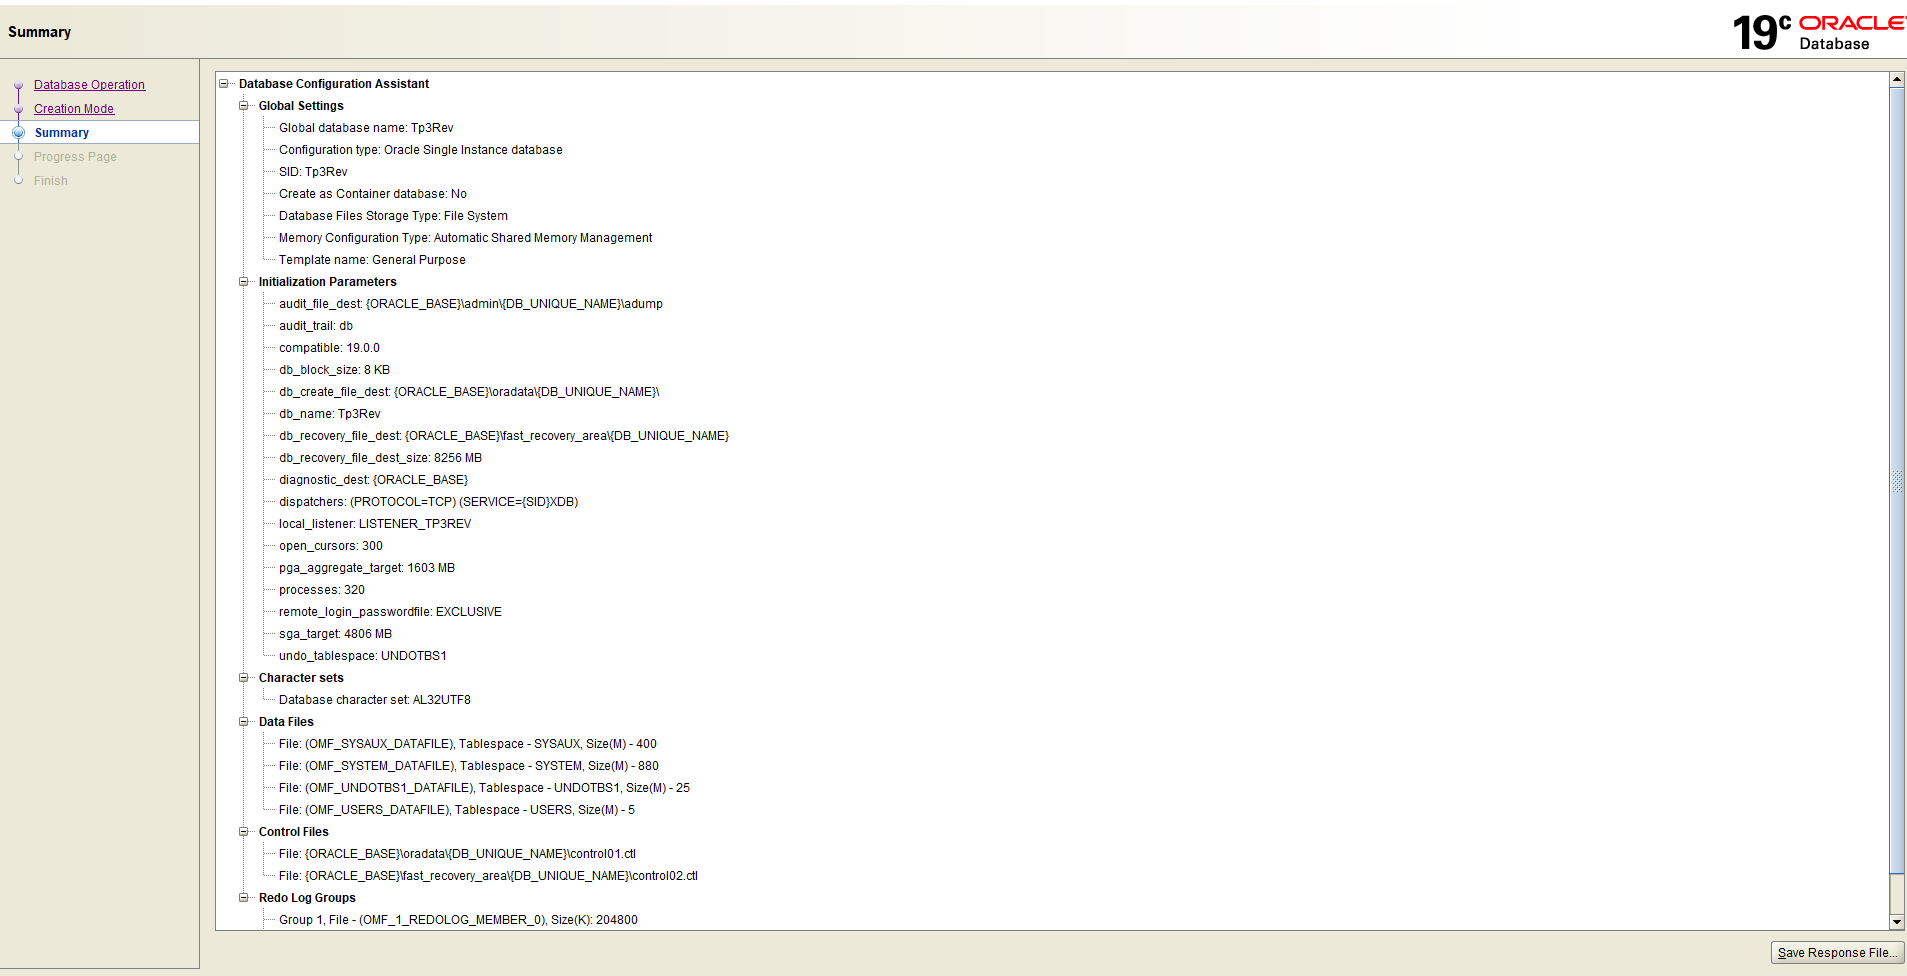 Summary
19c ORACLE
Database
Database Operation
Creation Mode
Summary
Progress Page
Finish
Database Configuration Assistant
Global Settings
Global database name: Tp3Rev
Configuration type: Oracle Single Instance database
SID: Tp3Rev
Create as Container database: No
Database Files Storage Type: File System
Memory Configuration Type: Automatic Shared Memory Management
Template name: General Purpose
Initialization Parameters
audit_file_dest: {ORACLE_BASE}\admin\{DB_UNIQUE_NAME}\adump
audit_trail: db
compatible: 19.0.0
db_block_size: 8 KB
db_create_file_dest: {ORACLE_BASE}\oradata\{DB_UNIQUE_NAME}\
db_name: Tp3Rev
db_recovery_file_dest: {ORACLE_BASE}\fast_recovery_area\{DB_UNIQUE_NAME}
db_recovery_file_dest_size: 8256 MB
diagnostic_dest: {ORACLE_BASE}
dispatchers: (PROTOCOL=TCP) (SERVICE={SID}XDB)
local_listener: LISTENER_TP3REV
open_cursors: 300
pga_aggregate_target: 1603 MB
processes: 320
remote_login_passwordfile: EXCLUSIVE
sga_target: 4806 MB
undo_tablespace: UNDOTBS1
Character sets
Database character set: AL32UTF8
Data Files
File: (OMF_SYSAUX_DATAFILE), Tablespace - SYSAUX, Size(M) - 400
File: (OMF_SYSTEM_DATAFILE), Tablespace - SYSTEM, Size(M) - 880
File: (OMF_UNDOTBS1_DATAFILE), Tablespace - UNDOTBS1, Size(M) - 25
File: (OMF_USERS_DATAFILE), Tablespace - USERS, Size(M) - 5
Control Files
File: {ORACLE_BASE}\oradata\{DB_UNIQUE_NAME}\control01.ctl
File: {ORACLE_BASE}\fast_recovery_area\{DB_UNIQUE_NAME}\control02.ctl
Redo Log Groups
Group 1, File - (OMF_1_REDOLOG_MEMBER_0), Size(K): 204800
Save Response File...